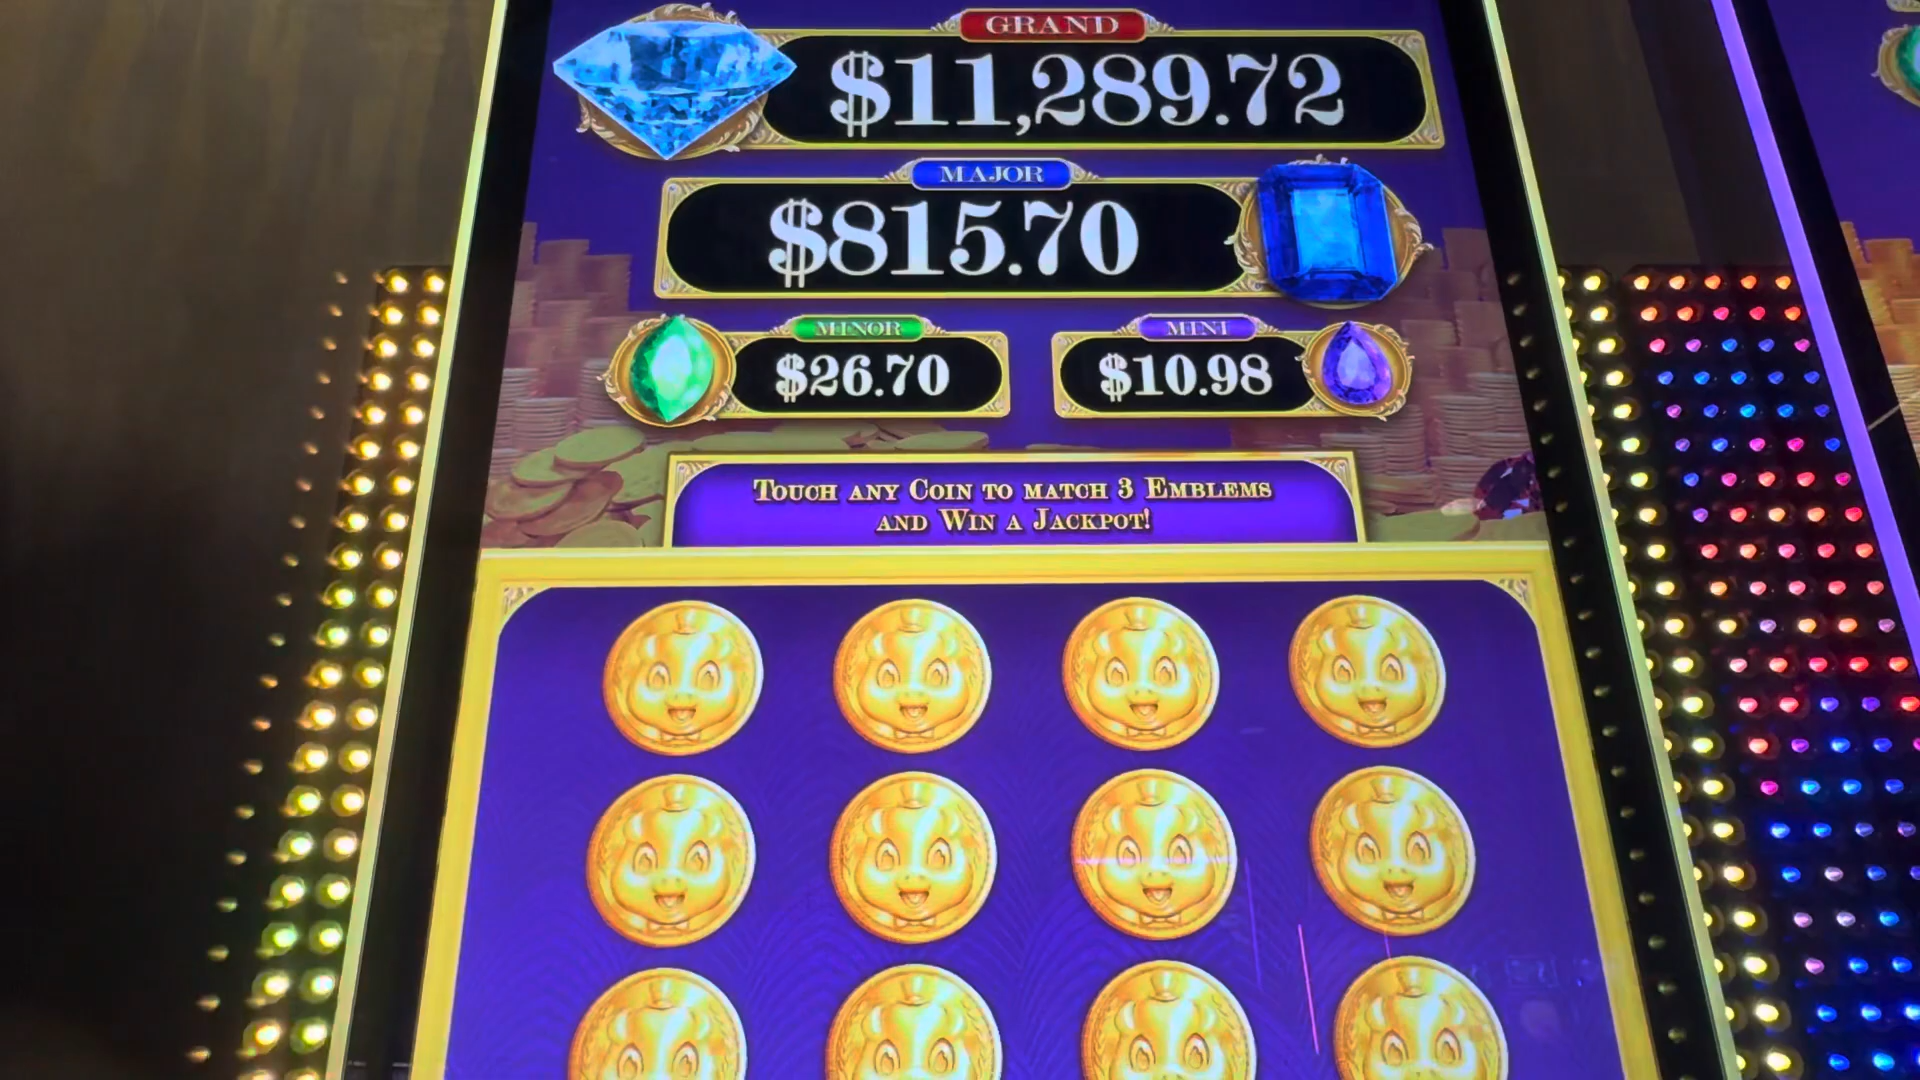 GRAND
$11,289.72
MAJOR
$815.70
MINOR
$26.70
MINI
$10.98
TOUCH ANY COIN TO MATCH 3 EMBLEMS
AND WIN A JACKPOT!